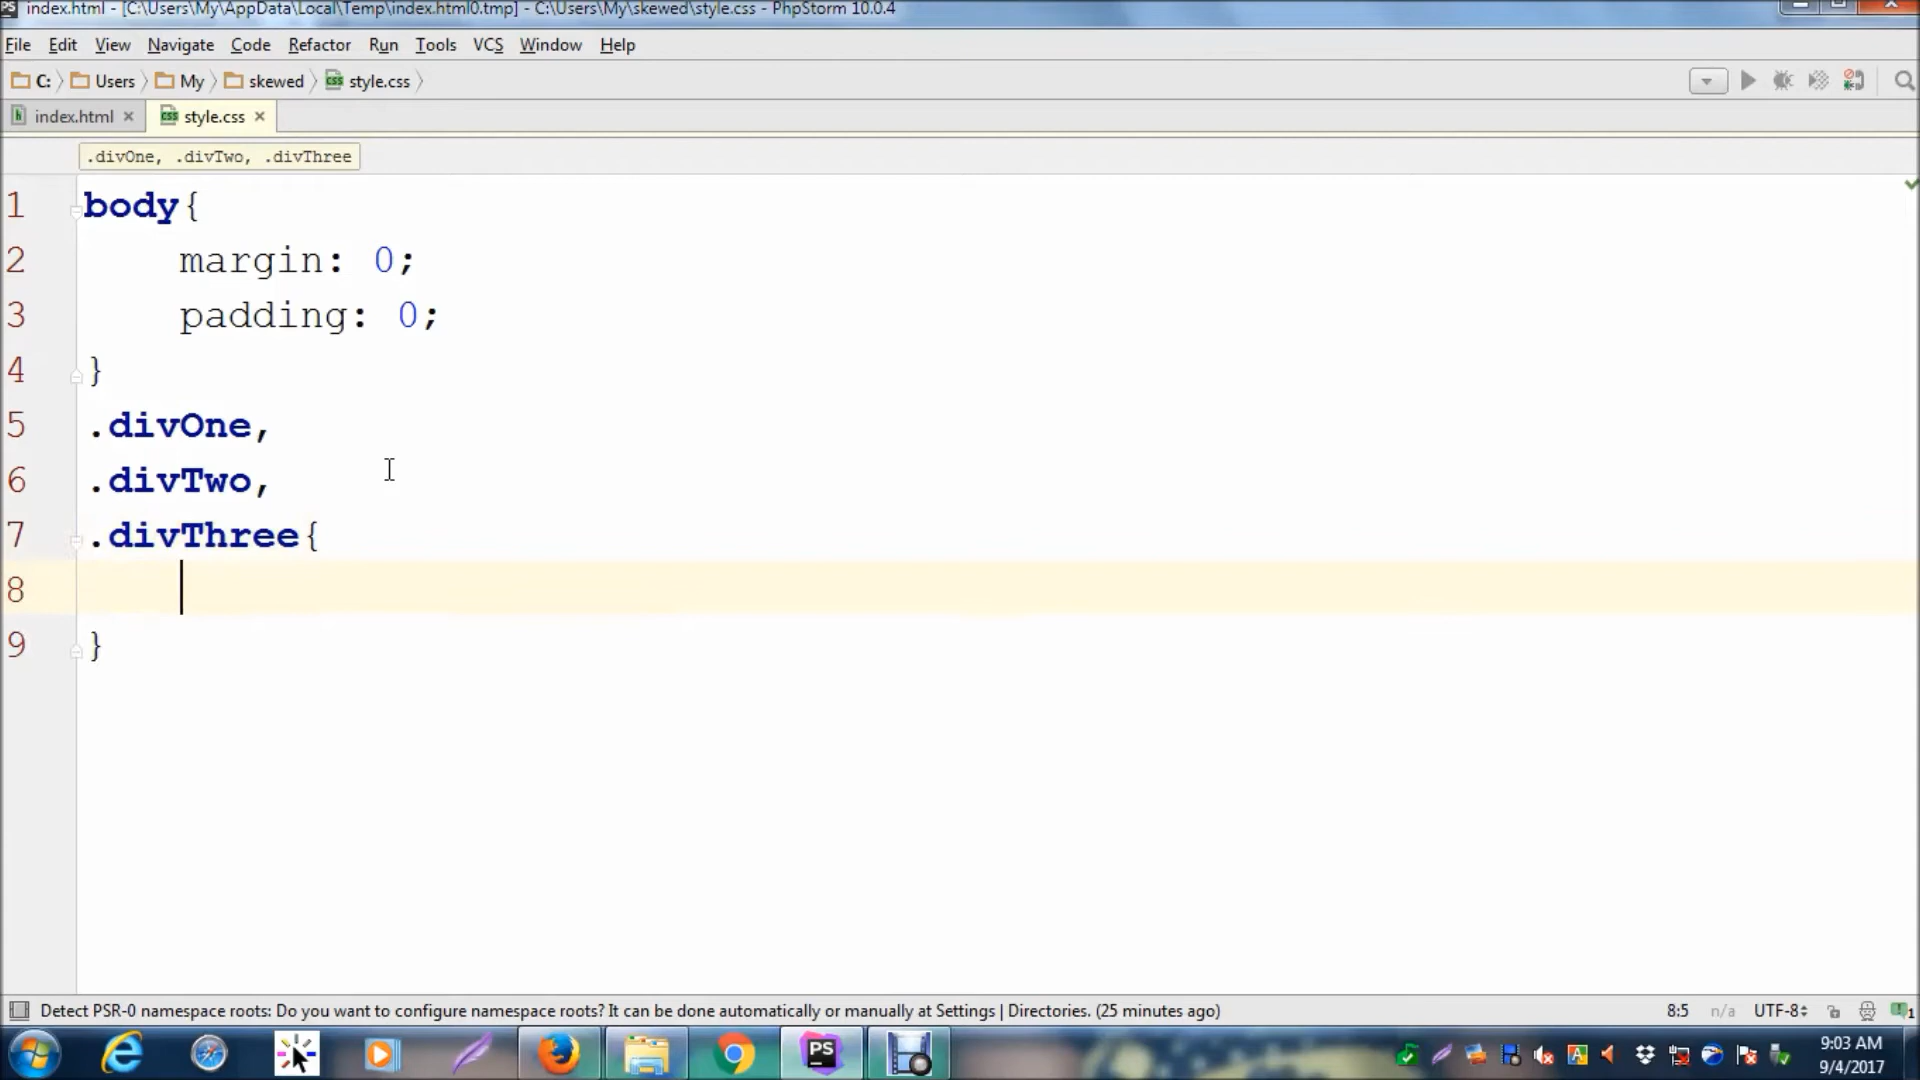 index.html - [C:\Users\My\AppData\Local\Temp\index.html0.tmp] - C:\Users\My\skewed\style.css - PhpStorm 10.0.4
File Edit View Navigate Code Refactor Run Tools VCS Window Help
C: Users My skewed style.css
index.html style.css
.divOne, .divTwo, .divThree
1 body{
2 margin: 0;
3 padding: 0;
4 }
5 .divOne,
6 .divTwo,
7 .divThree{
8
9 }
Detect PSR-0 namespace roots: Do you want to configure namespace roots? It can be done automatically or manually at Settings | Directories. (25 minutes ago) 8:5 n/a UTF-8 1
PS
9:03 AM
9/4/2017